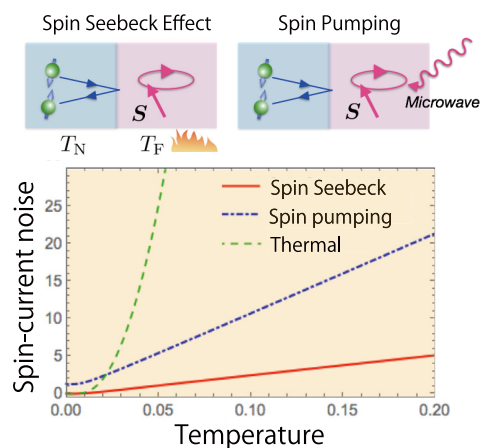 Spin Seebeck Effect
Spin Pumping
S
T_N
T_F
S
Microwave
Spin-current noise
25
20
15
10
5
0
Spin Seebeck
Spin pumping
Thermal
0.00 0.05 0.10 0.15 0.20
Temperature